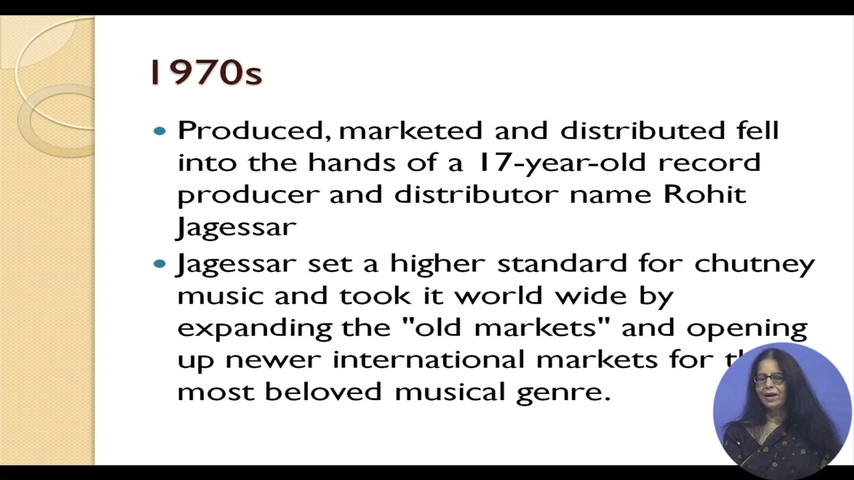 1970s
• Produced, marketed and distributed fell
into the hands of a 17-year-old record
producer and distributor name Rohit
Jagessar
• Jagessar set a higher standard for chutney
music and took it world wide by
expanding the "old markets" and opening
up newer international markets for
most beloved musical genre.